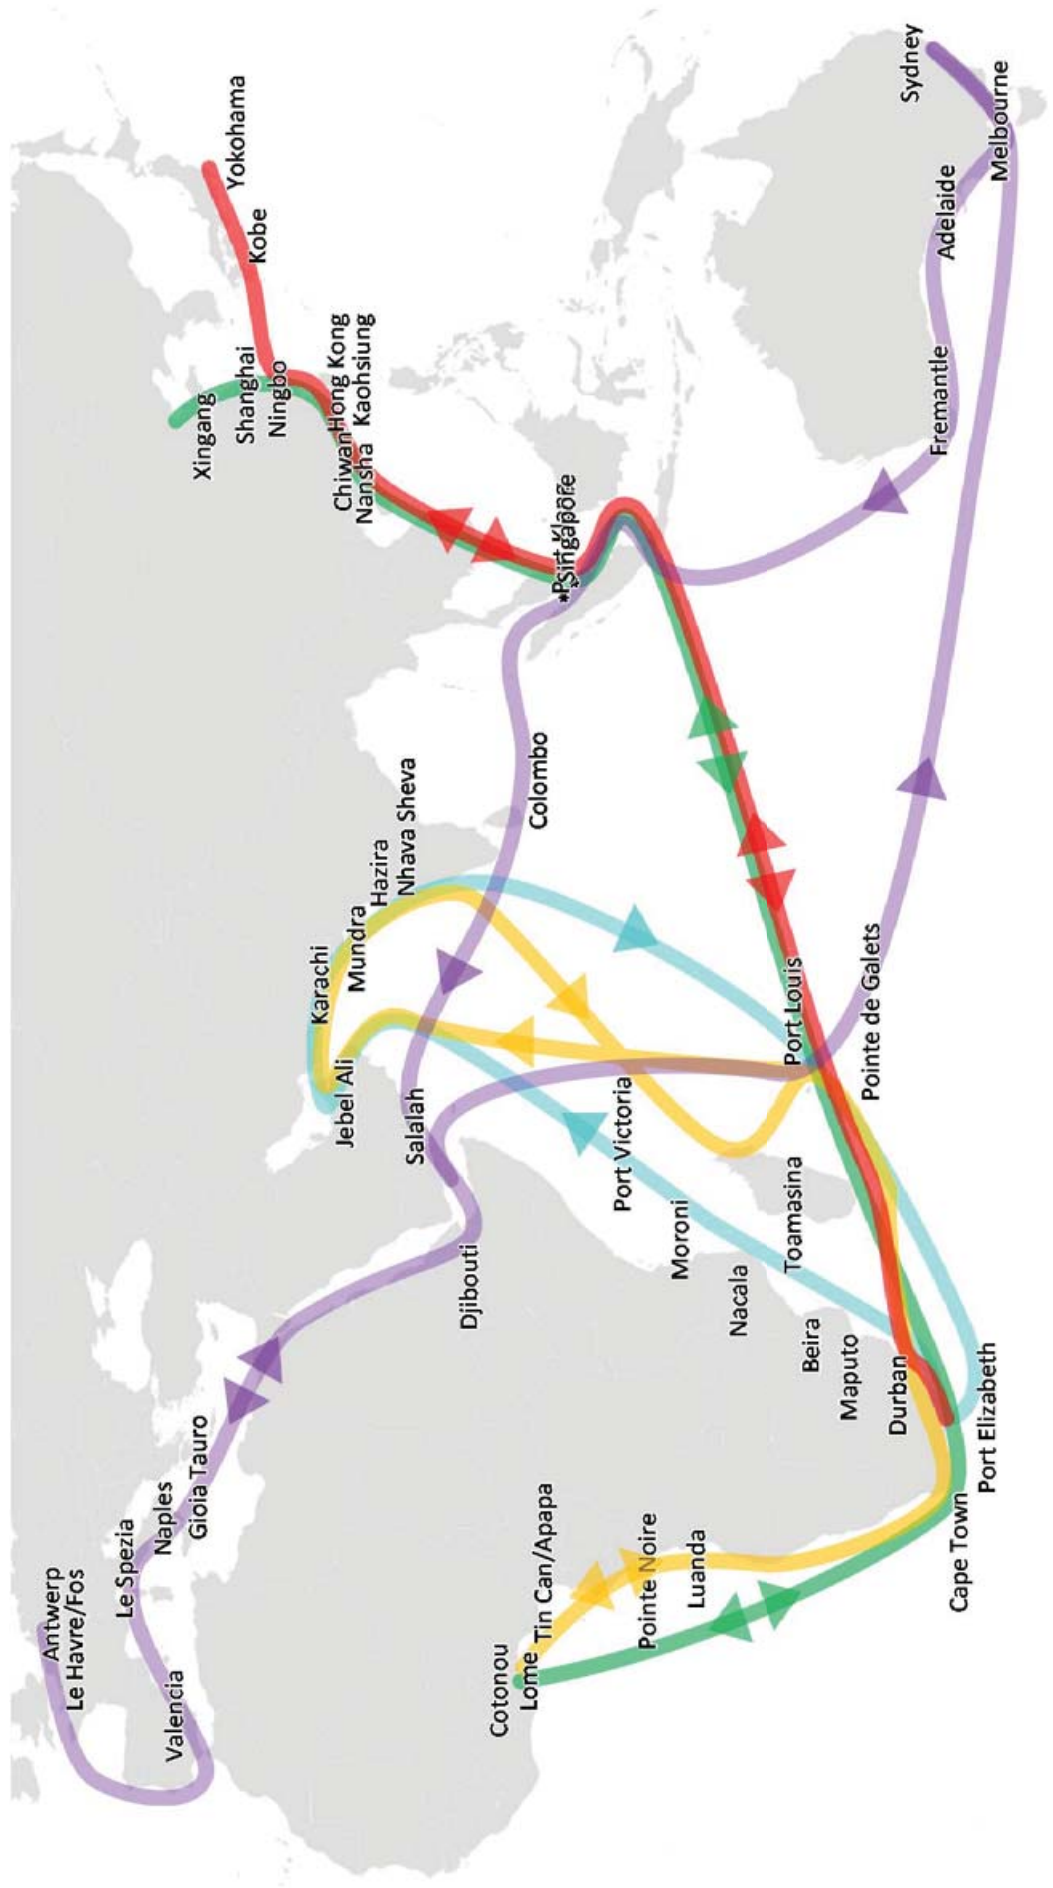 Antwerp
Le Havre/Fos
Le Spezia
Naples
Gioia Tauro
Valencia
Djibouti
Salalah
Jebel Ali
Karachi
Mundra
Hazira
Nhava Sheva
Colombo
Xingang
Shanghai
Ningbo
Yokohama
Kobe
Chiwan
Hong Kong
Nansha
Kaohsiung
Singapore
Cotonou
Lome
Tin Can/Apapa
Pointe Noire
Luanda
Port Victoria
Moroni
Nacala
Toamasina
Beira
Maputo
Durban
Port Louis
Pointe de Galets
Cape Town
Port Elizabeth
Fremantle
Adelaide
Melbourne
Sydney